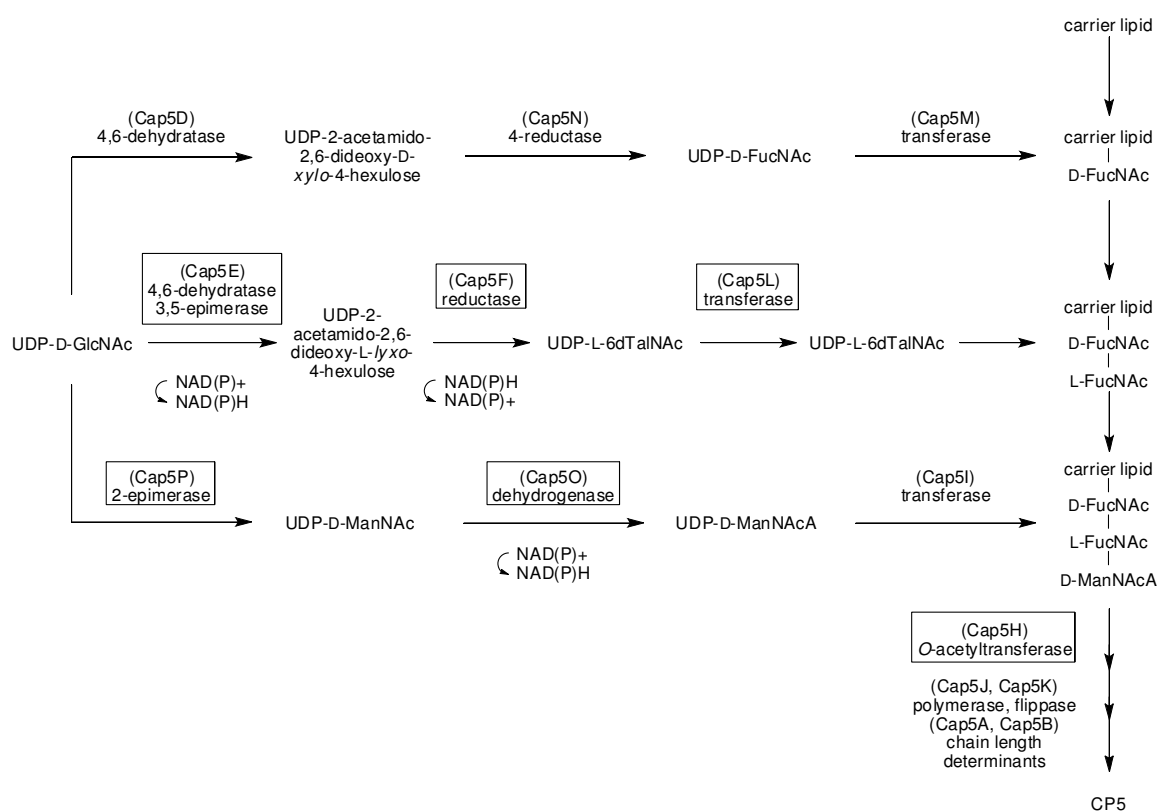 carrier lipid
(Cap5D)
4,6-dehydratase
UDP-2-acetamido-
2,6-dideoxy-D-
xylo-4-hexulose
(Cap5N)
4-reductase
UDP-D-FucNAc
(Cap5M)
transferase
carrier lipid
D-FucNAc
UDP-D-GlcNAc
(Cap5E)
4,6-dehydratase
3,5-epimerase
NAD(P)+
NAD(P)H
UDP-2-
acetamido-2,6-
dideoxy-L-lyxo-
4-hexulose
(Cap5F)
reductase
NAD(P)H
NAD(P)+
UDP-L-6dTalNAc
(Cap5L)
transferase
UDP-L-6dTalNAc
carrier lipid
D-FucNAc
L-FucNAc
(Cap5P)
2-epimerase
UDP-D-ManNAc
(Cap5O)
dehydrogenase
NAD(P)+
NAD(P)H
UDP-D-ManNAcA
(Cap5I)
transferase
carrier lipid
D-FucNAc
L-FucNAc
D-ManNAcA
(Cap5H)
O-acetyltransferase
(Cap5J, Cap5K)
polymerase, flippase
(Cap5A, Cap5B)
chain length
determinants
CP5